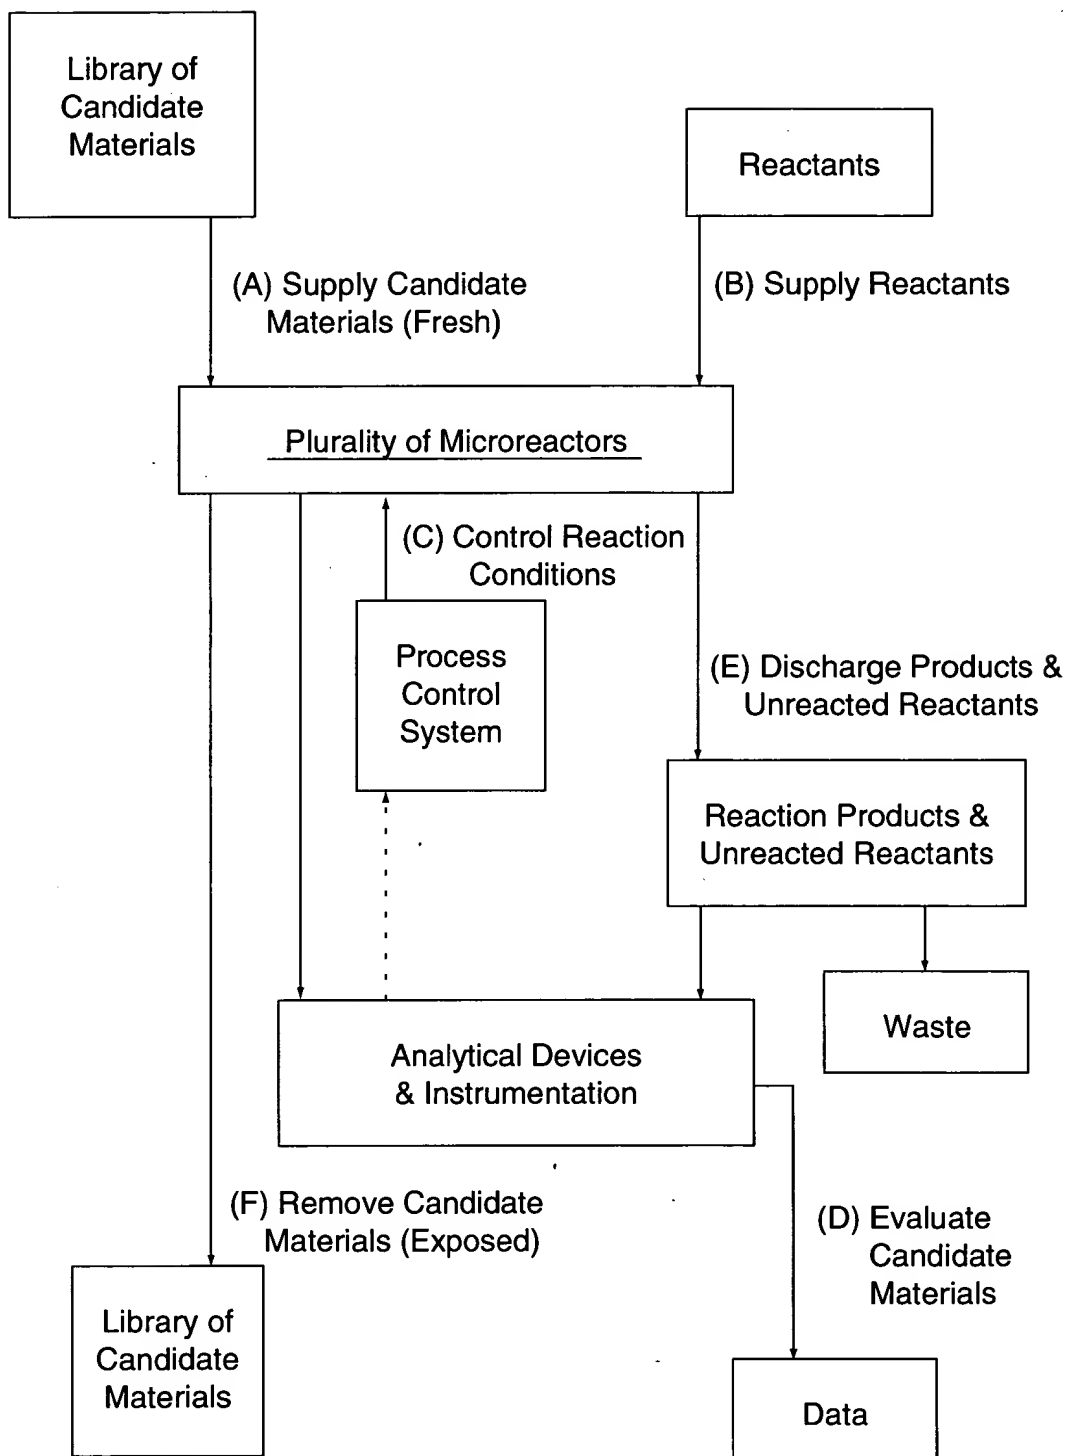 Library of
Candidate
Materials
Reactants
(A) Supply Candidate
Materials (Fresh)
(B) Supply Reactants
Plurality of Microreactors
(C) Control Reaction
Conditions
Process
Control
System
(E) Discharge Products &
Unreacted Reactants
Reaction Products &
Unreacted Reactants
Waste
Analytical Devices
& Instrumentation
(F) Remove Candidate
Materials (Exposed)
(D) Evaluate
Candidate
Materials
Library of
Candidate
Materials
Data